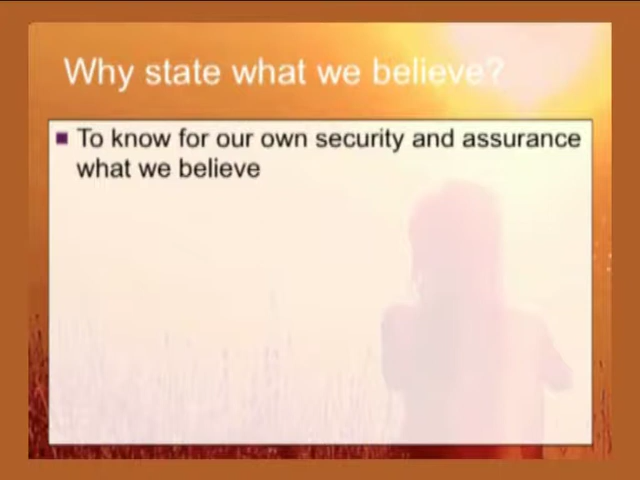 Why state what we believe?
To know for our own security and assurance
what we believe